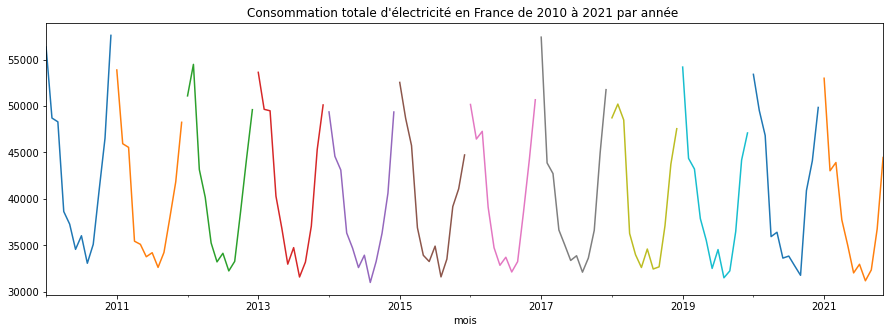 Consommation totale d'électricité en France de 2010 à 2021 par année
55000
50000
45000
40000
35000
30000
2011 2013 2015 2017 2019 2021
mois